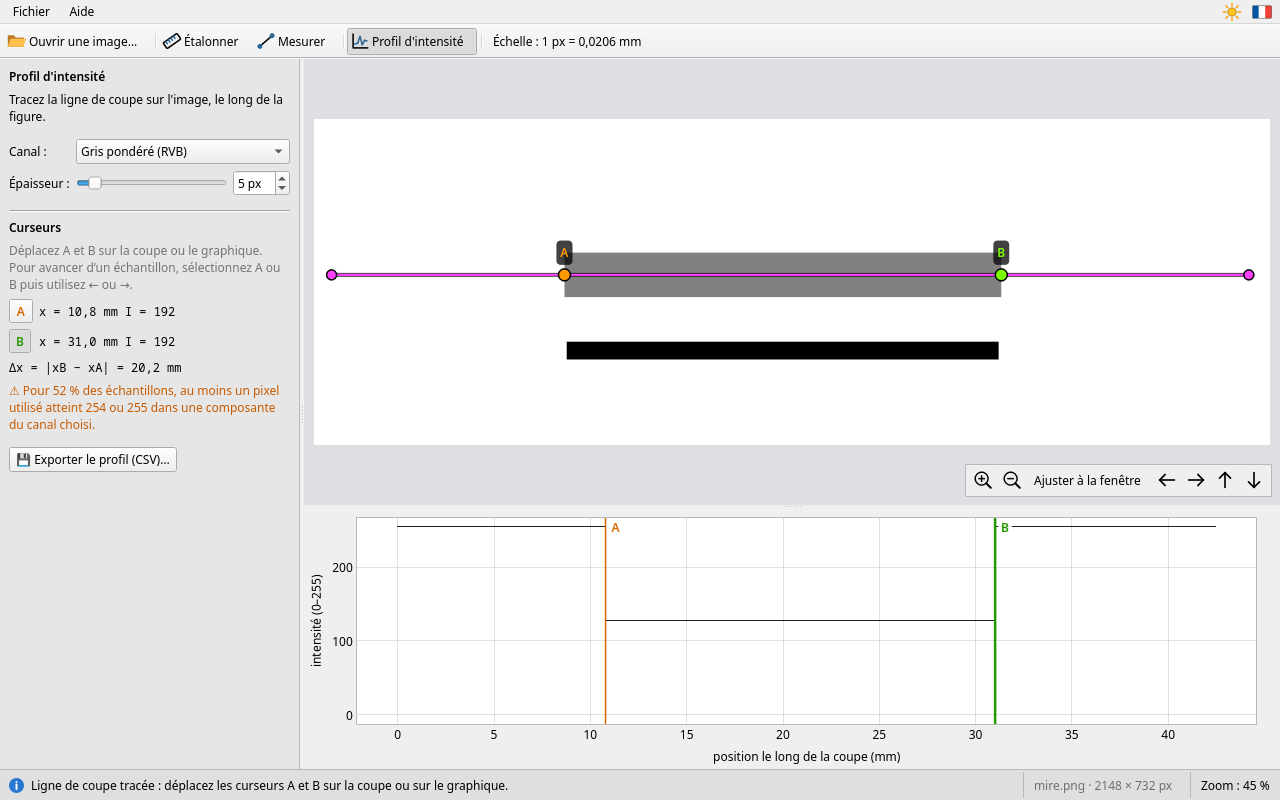 Fichier Aide
Ouvrir une image... Étalonner Mesurer Profil d'intensité Échelle : 1 px = 0,0206 mm
Profil d'intensité
Tracez la ligne de coupe sur l'image, le long de la
figure.
Canal : Gris pondéré (RVB)
Épaisseur : 5 px
Curseurs
Déplacez A et B sur la coupe ou le graphique.
Pour avancer d'un échantillon, sélectionnez A ou
B puis utilisez ← ou →.
A x = 10,8 mm I = 192
B x = 31,0 mm I = 192
Δx = |xB − xA| = 20,2 mm
⚠ Pour 52 % des échantillons, au moins un pixel
utilisé atteint 254 ou 255 dans une composante
du canal choisi.
Exporter le profil (CSV)...
A B
Ajuster à la fenêtre
A B
200
100
0
intensité (0–255)
0 5 10 15 20 25 30 35 40
position le long de la coupe (mm)
Ligne de coupe tracée : déplacez les curseurs A et B sur la coupe ou sur le graphique. mire.png · 2148 × 732 px Zoom : 45 %